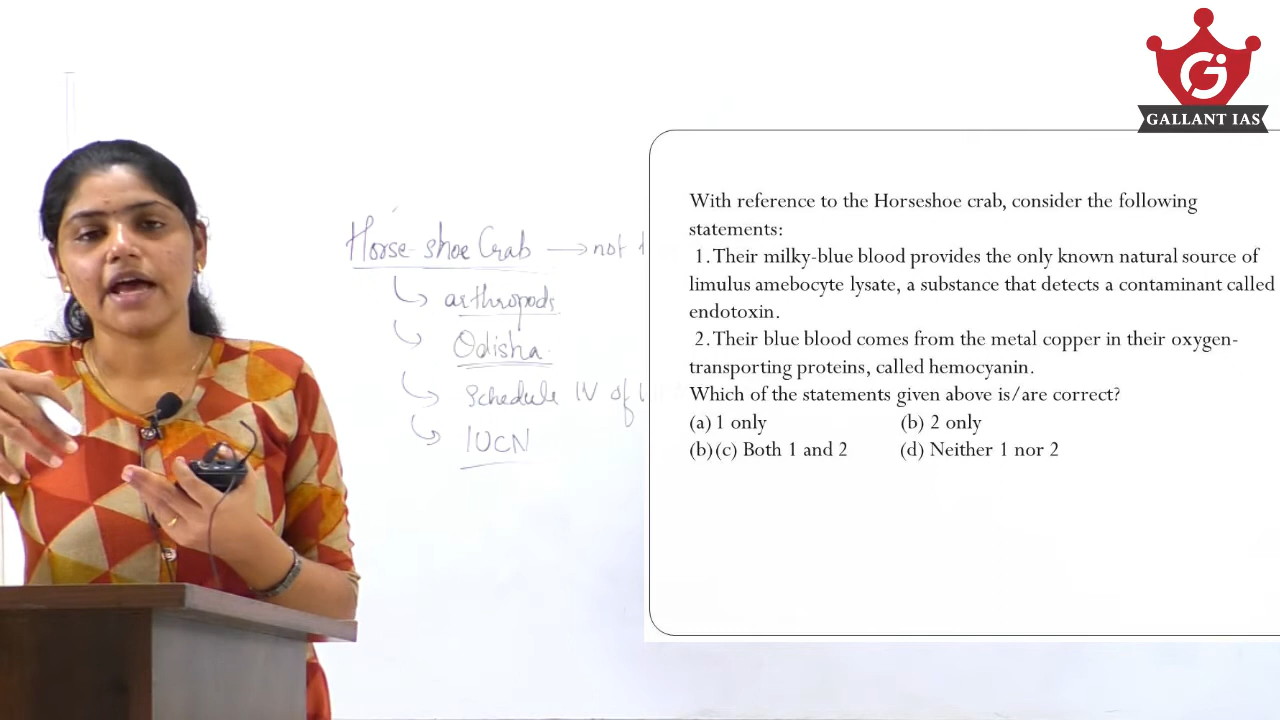 GALLANT IAS
Horse-shoe Crab → not
arthropods
Odisha.
Schedule IV of
IUCN
With reference to the Horseshoe crab, consider the following
statements:
1. Their milky-blue blood provides the only known natural source of
limulus amebocyte lysate, a substance that detects a contaminant called
endotoxin.
2. Their blue blood comes from the metal copper in their oxygen-
transporting proteins, called hemocyanin.
Which of the statements given above is/are correct?
(a) 1 only (b) 2 only
(b)(c) Both 1 and 2 (d) Neither 1 nor 2